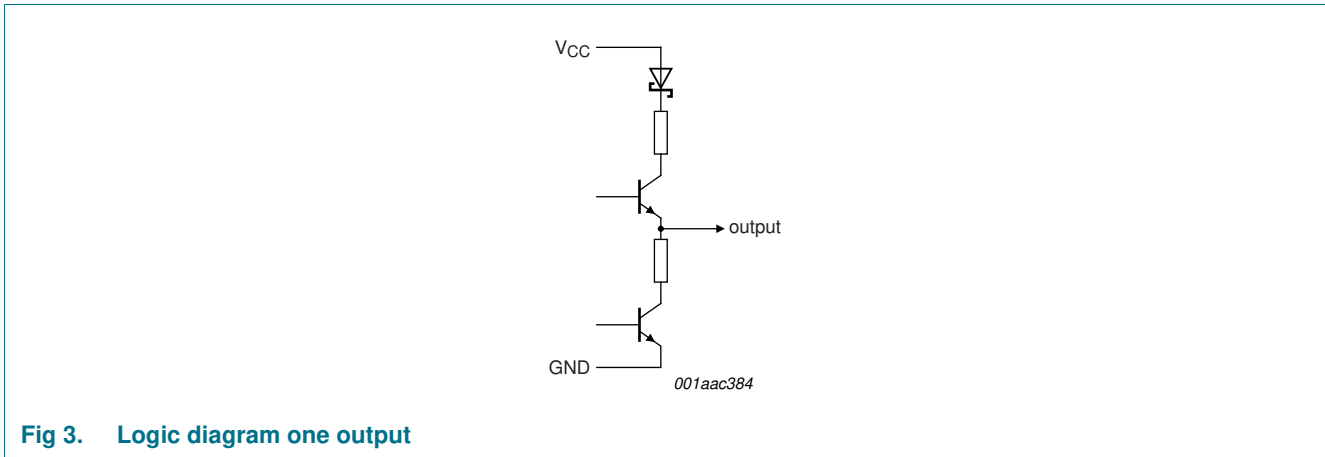 VCC
output
GND
001aac384
Fig 3. Logic diagram one output